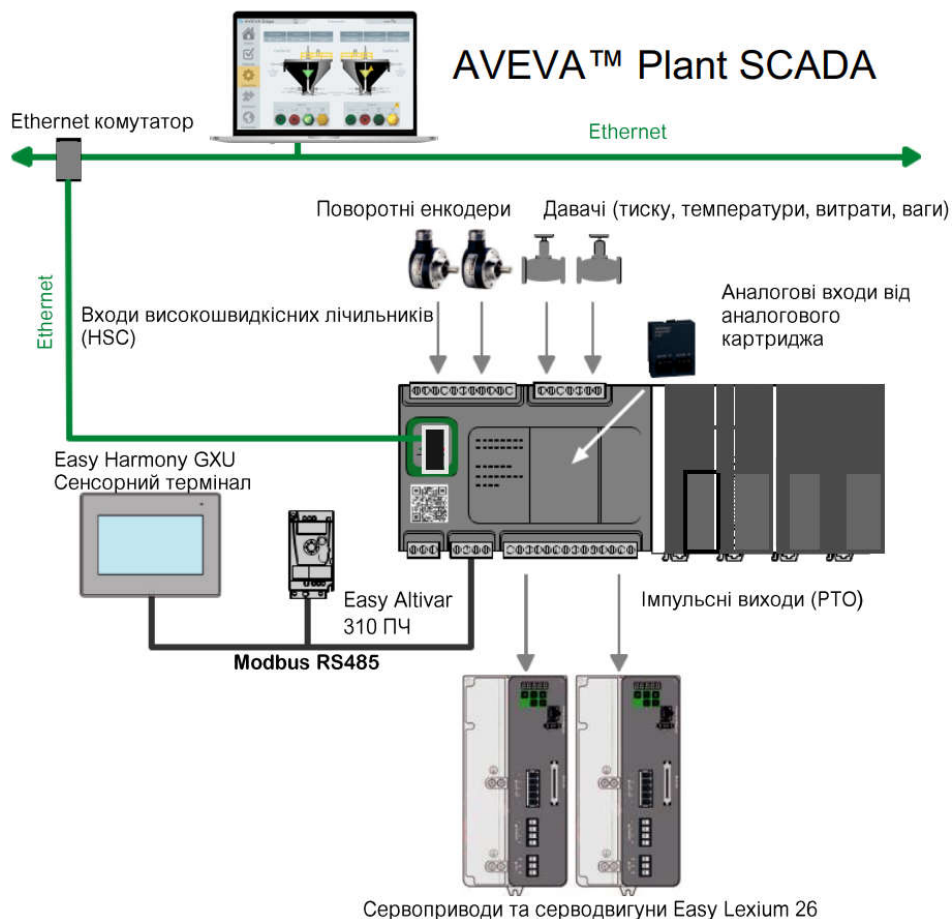 AVEVA™ Plant SCADA
Ethernet комутатор
Ethernet
Поворотні енкодери
Давачі (тиску, температури, витрати, ваги)
Ethernet
Входи високошвидкісних лічильників
(HSC)
Аналогові входи від
аналогового
картриджа
Easy Harmony GXU
Сенсорний термінал
Easy Altivar
310 ПЧ
Modbus RS485
Імпульсні виходи (PTO)
Сервоприводи та серводвигуни Easy Lexium 26